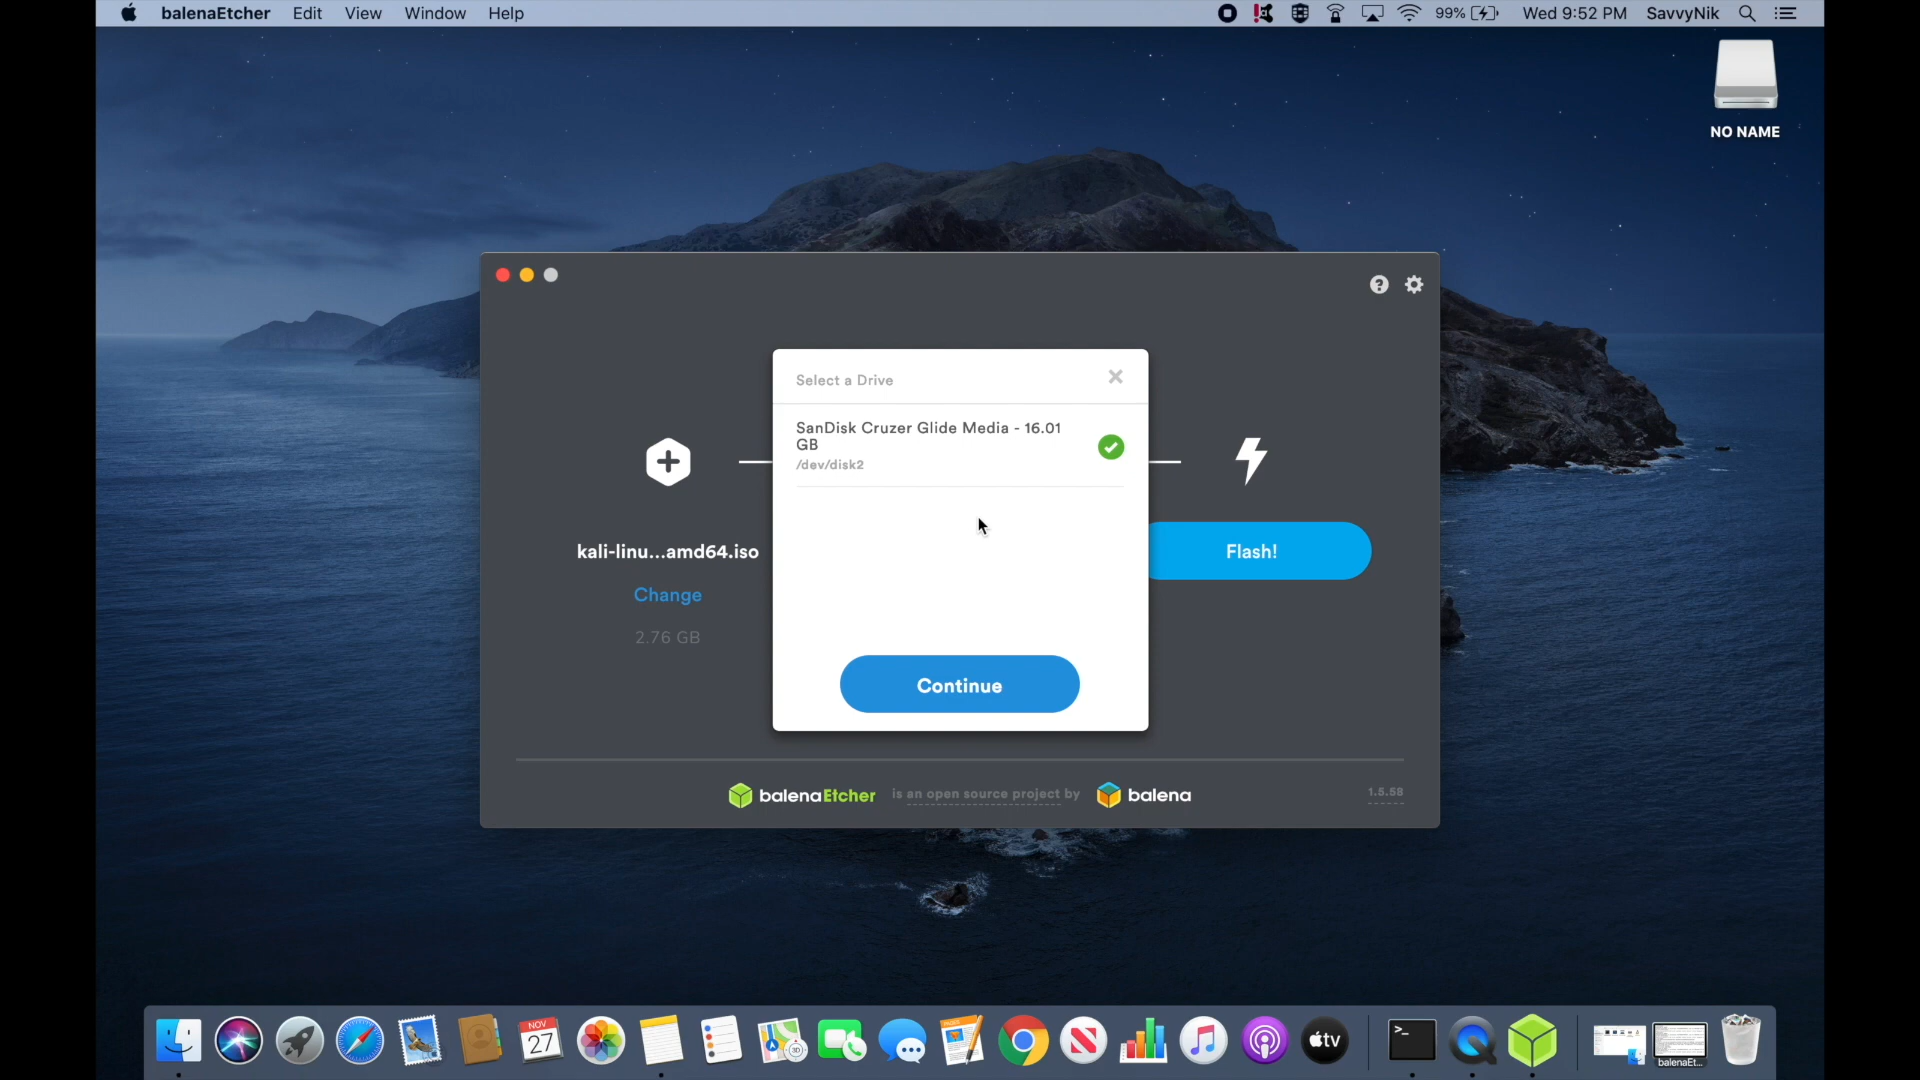 balenaEtcher Edit View Window Help 99% Wed 9:52 PM SavvyNik
NO NAME
Select a Drive
SanDisk Cruzer Glide Media - 16.01
GB
/dev/disk2
kali-linu...amd64.iso
Change
2.76 GB
Flash!
Continue
balenaEtcher is an open source project by balena
1.5.58
NOV
27
3D
PAGES
tv
>_
balenaEt...